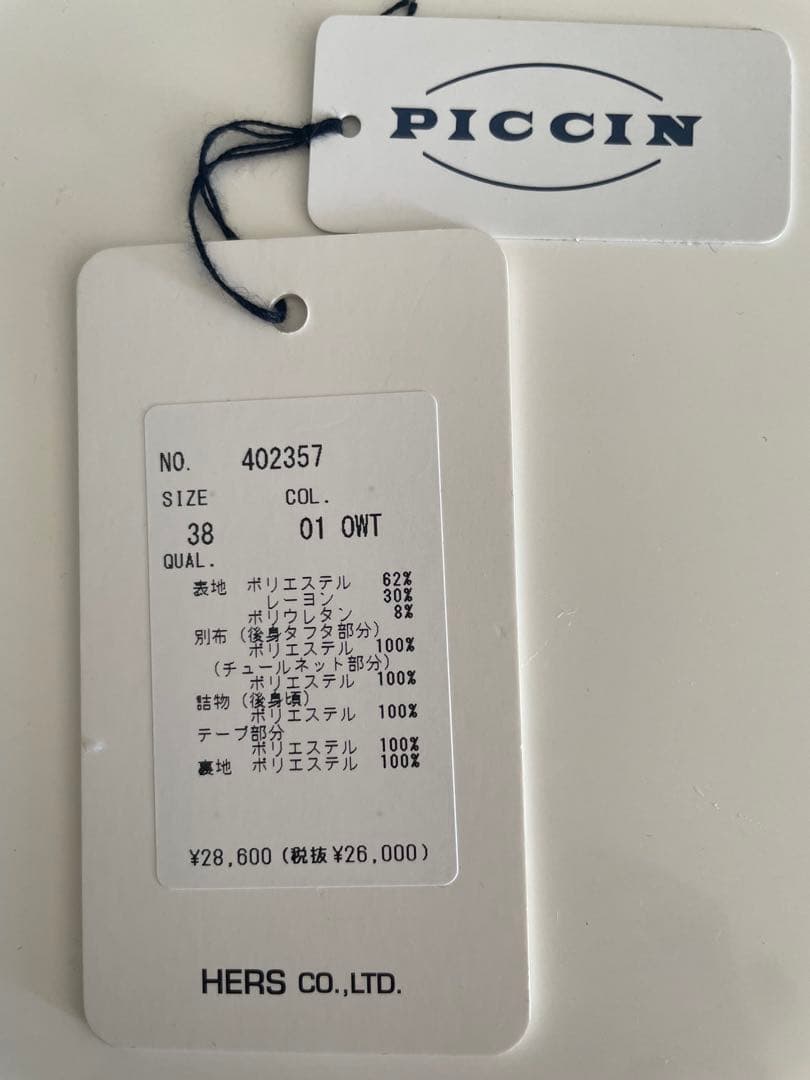 PICCIN
NO. 402357
SIZE COL.
38 01 OWT
QUAL.
表地 ポリエステル 62%
レーヨン 30%
ポリウレタン 8%
別布(後身タフタ部分)
ポリエステル 100%
(チュールネット部分)
ポリエステル 100%
詰物(後身頃)
ポリエステル 100%
テープ部分
ポリエステル 100%
裏地 ポリエステル 100%
¥28,600(税抜¥26,000)
HERS CO.,LTD.